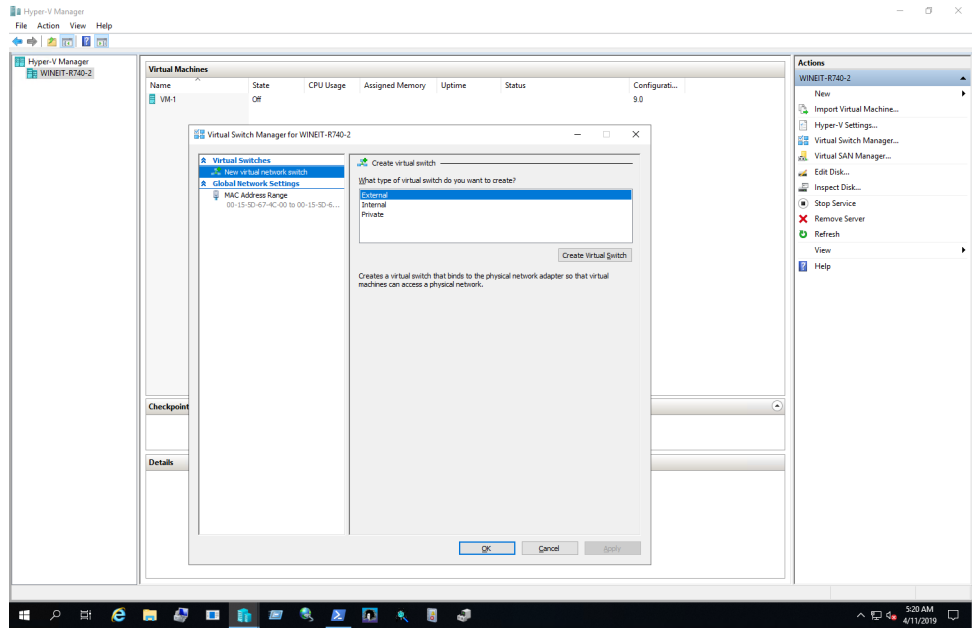 Hyper-V Manager
File Action View Help
Hyper-V Manager
WINEIT-R740-2
Virtual Machines
Name State CPU Usage Assigned Memory Uptime Status Configurati...
VM-1 Off 9.0
Virtual Switch Manager for WINEIT-R740-2
Virtual Switches
New virtual network switch
Global Network Settings
MAC Address Range
00-15-5D-67-4C-00 to 00-15-5D-6...
Create virtual switch
What type of virtual switch do you want to create?
External
Internal
Private
Create Virtual Switch
Creates a virtual switch that binds to the physical network adapter so that virtual
machines can access a physical network.
OK Cancel Apply
Checkpoint
Details
Actions
WINEIT-R740-2
New
Import Virtual Machine...
Hyper-V Settings...
Virtual Switch Manager...
Virtual SAN Manager...
Edit Disk...
Inspect Disk...
Stop Service
Remove Server
Refresh
View
Help
5:20 AM
4/11/2019